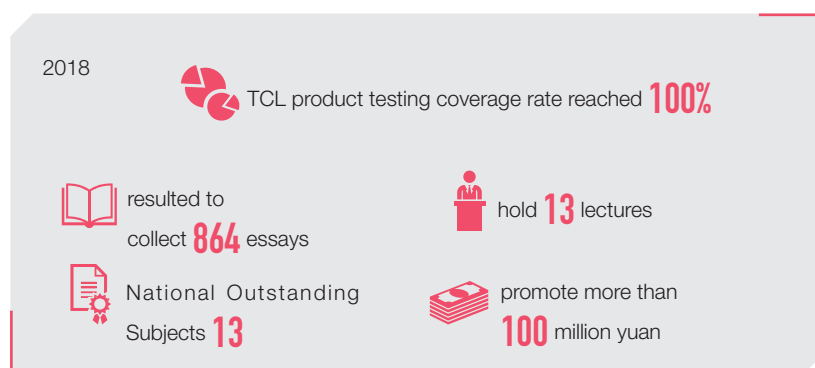 2018
TCL product testing coverage rate reached 100%
resulted to
collect 864 essays
hold 13 lectures
National Outstanding
Subjects 13
promote more than
100 million yuan